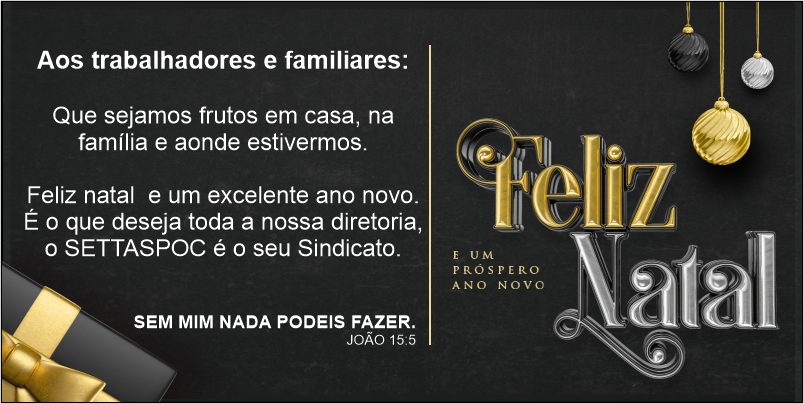 Aos trabalhadores e familiares:
Que sejamos frutos em casa, na
família e aonde estivermos.
Feliz natal e um excelente ano novo.
É o que deseja toda a nossa diretoria,
o SETTASPOC é o seu Sindicato.
SEM MIM NADA PODEIS FAZER.
JOÃO 15:5
Feliz
Natal
E UM
PRÓSPERO
ANO NOVO